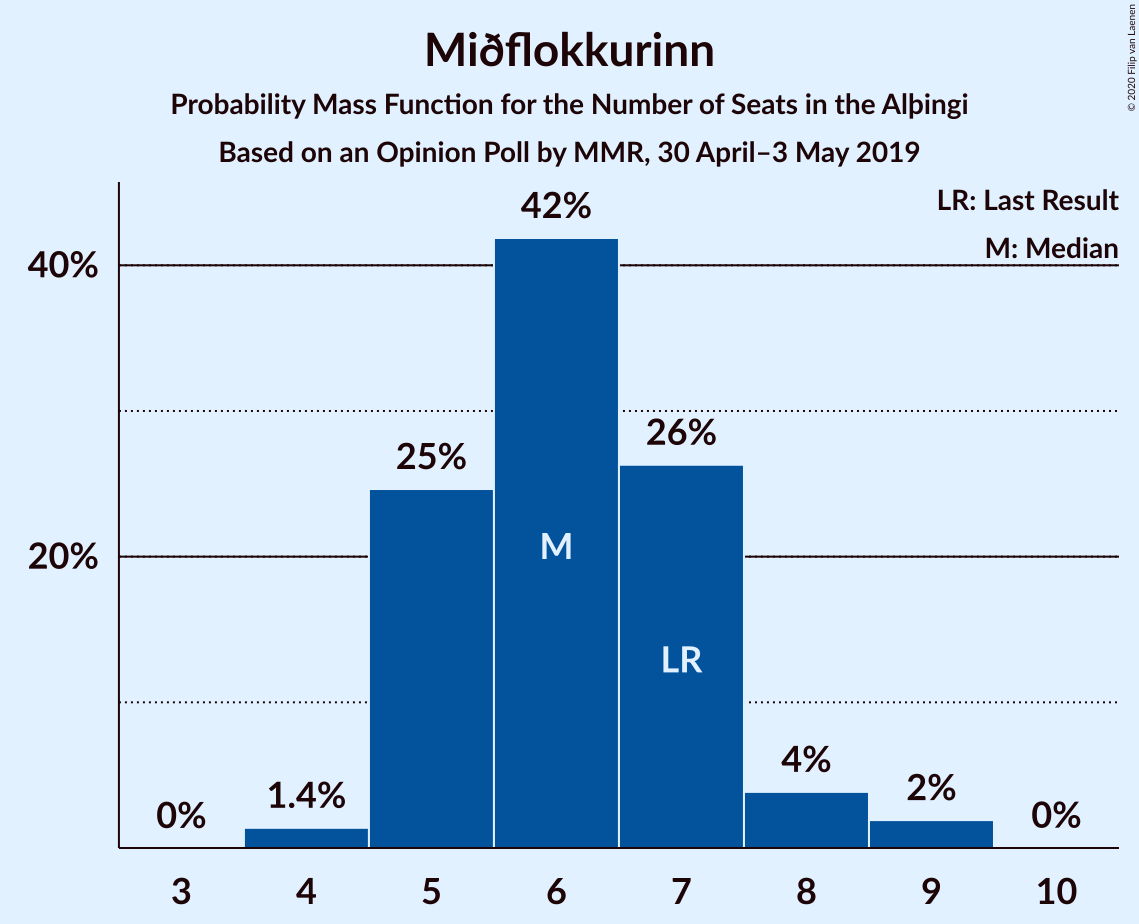 Miðflokkurinn
Probability Mass Function for the Number of Seats in the Alþingi
Based on an Opinion Poll by MMR, 30 April–3 May 2019
© 2020 Filip van Laenen
LR: Last Result
M: Median
42%
40%
26%
25%
M
20%
LR
4%
2%
1.4%
0%
0%
3 4 5 6 7 8 9 10